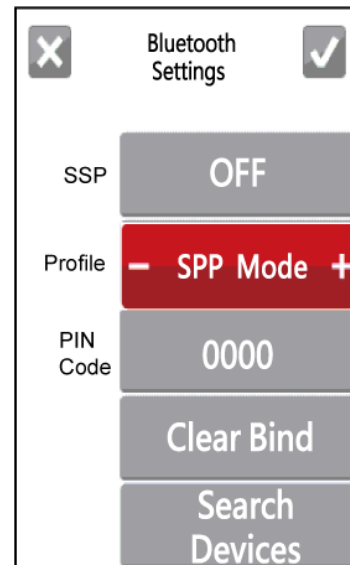 Bluetooth
Settings
SSP
OFF
Profile
- SPP Mode +
PIN
Code
0000
Clear Bind
Search
Devices